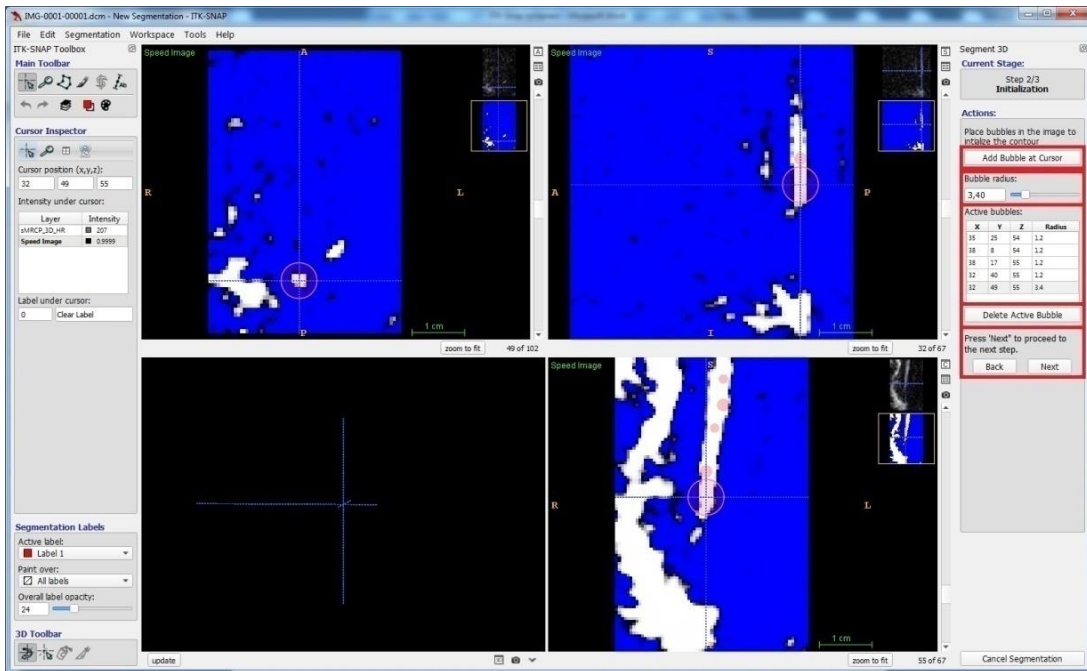 IMG-0001-00001.dcm - New Segmentation - ITK-SNAP
File Edit Segmentation Workspace Tools Help
ITK-SNAP Toolbox
Main Toolbar
Cursor Inspector
Cursor position (x,y,z):
32 49 55
Intensity under cursor:
Layer Intensity
sMRCP_3D_HR 207
Speed Image 0.9999
Label under cursor:
0 Clear Label
Segmentation Labels
Active label:
Label 1
Paint over:
All labels
Overall label opacity:
24
3D Toolbar
Speed Image
A
R
L
P
1 cm
zoom to fit 49 of 102
A
Speed Image
S
A
P
I
1 cm
zoom to fit 32 of 67
S
update
Speed Image
S
R
L
1 cm
zoom to fit 55 of 67
C
Segment 3D
Current Stage:
Step 2/3
Initialization
Actions:
Place bubbles in the image to
intialize the contour
Add Bubble at Cursor
Bubble radius:
3,40
Active bubbles:
X Y Z Radius
35 25 54 1.2
38 8 54 1.2
38 17 55 1.2
32 40 55 1.2
32 49 55 3.4
Delete Active Bubble
Press 'Next" to proceed to
the next step.
Back Next
Cancel Segmentation